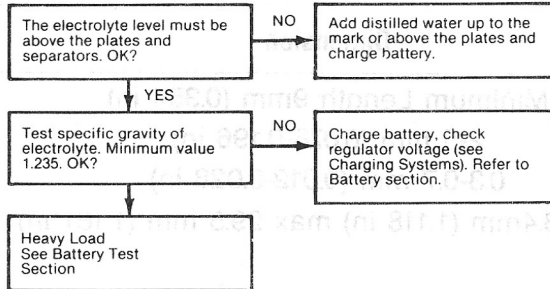 The electrolyte level must be
above the plates and
separators. OK?
NO
Add distilled water up to the
mark or above the plates and
charge battery.
YES
Test specific gravity of
electrolyte. Minimum value
1.235. OK?
NO
Charge battery, check
regulator voltage (see
Charging Systems). Refer to
Battery section.
Heavy Load
See Battery Test
Section